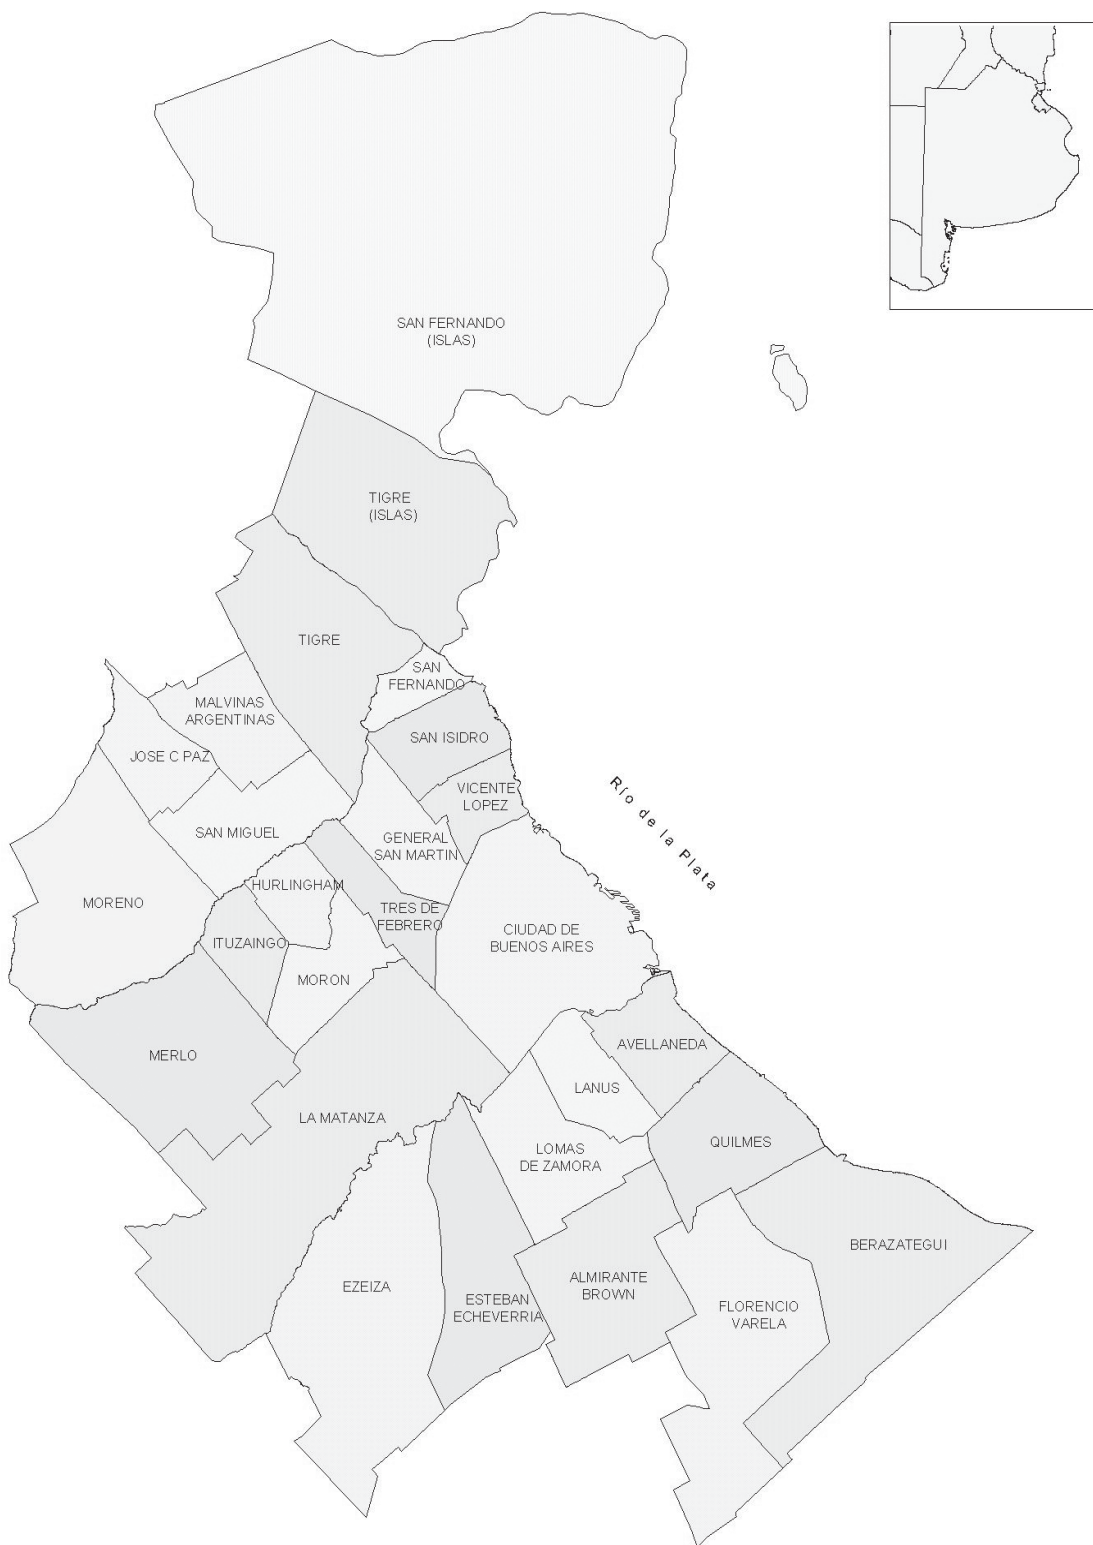 SAN FERNANDO
(ISLAS)
TIGRE
(ISLAS)
TIGRE
SAN
FERNANDO
MALVINAS
ARGENTINAS
SAN ISIDRO
JOSE C PAZ
VICENTE
LOPEZ
Río de la Plata
SAN MIGUEL
GENERAL
SAN MARTIN
HURLINGHAM
MORENO
TRES DE
FEBRERO
CIUDAD DE
BUENOS AIRES
ITUZAINGO
MORON
MERLO
AVELLANEDA
LANUS
LA MATANZA
LOMAS
DE ZAMORA
QUILMES
BERAZATEGUI
EZEIZA
ESTEBAN
ECHEVERRIA
ALMIRANTE
BROWN
FLORENCIO
VARELA